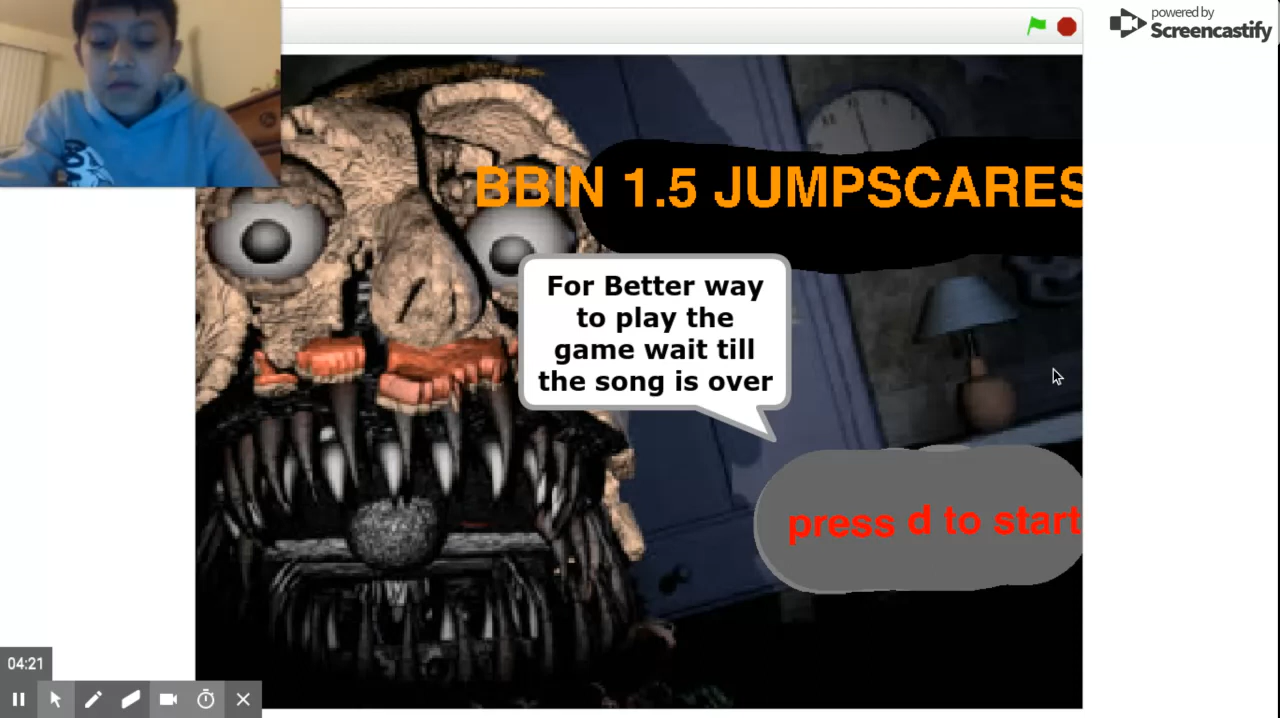 powered by
Screencastify
BBIN 1.5 JUMPSCARES
For Better way
to play the
game wait till
the song is over
press d to start
04:21